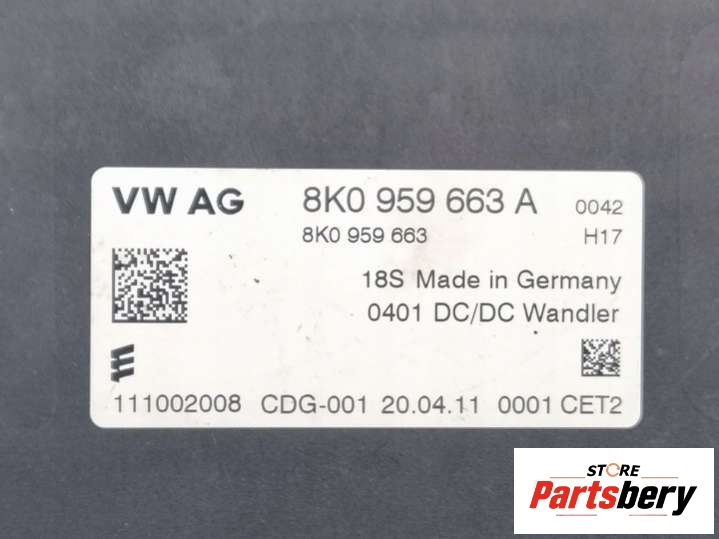 VW AG 8K0 959 663 A 0042
8K0 959 663 H17
18S Made in Germany
0401 DC/DC Wandler
111002008 CDG-001 20.04.11 0001 CET2
STORE
Partsbery